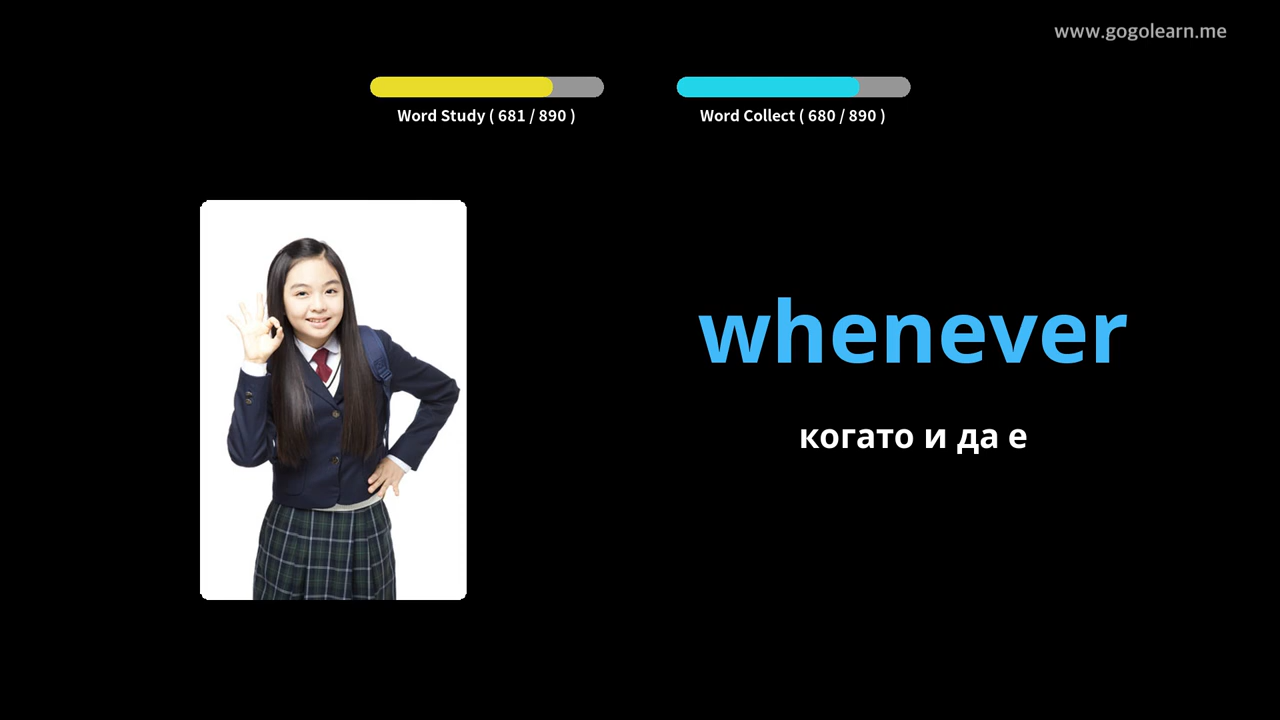 www.gogolearn.me
Word Study ( 681 / 890 )
Word Collect ( 680 / 890 )
whenever
когато и да е